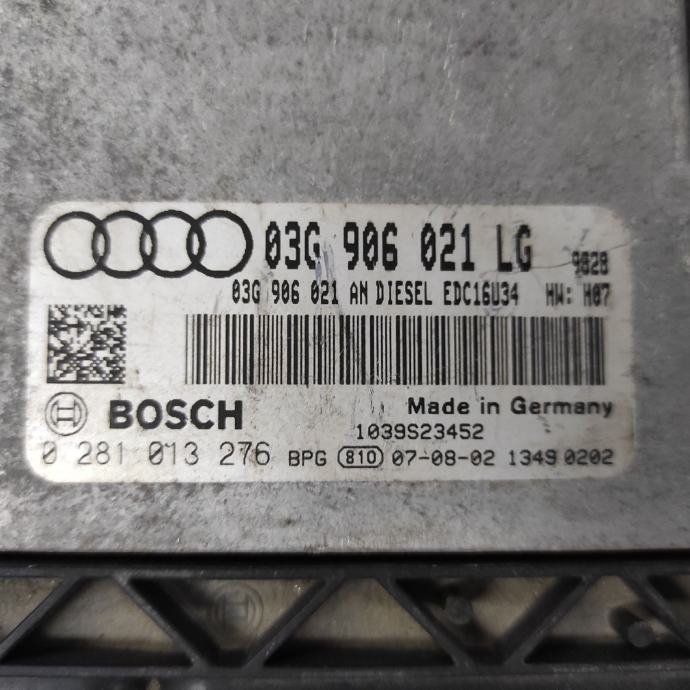 03G 906 021 LG 9828
03G 906 021 AN DIESEL EDC16U34 HW: H07
BOSCH Made in Germany
1039S23452
0 281 013 276 BPG 810 07-08-02 1349 0202